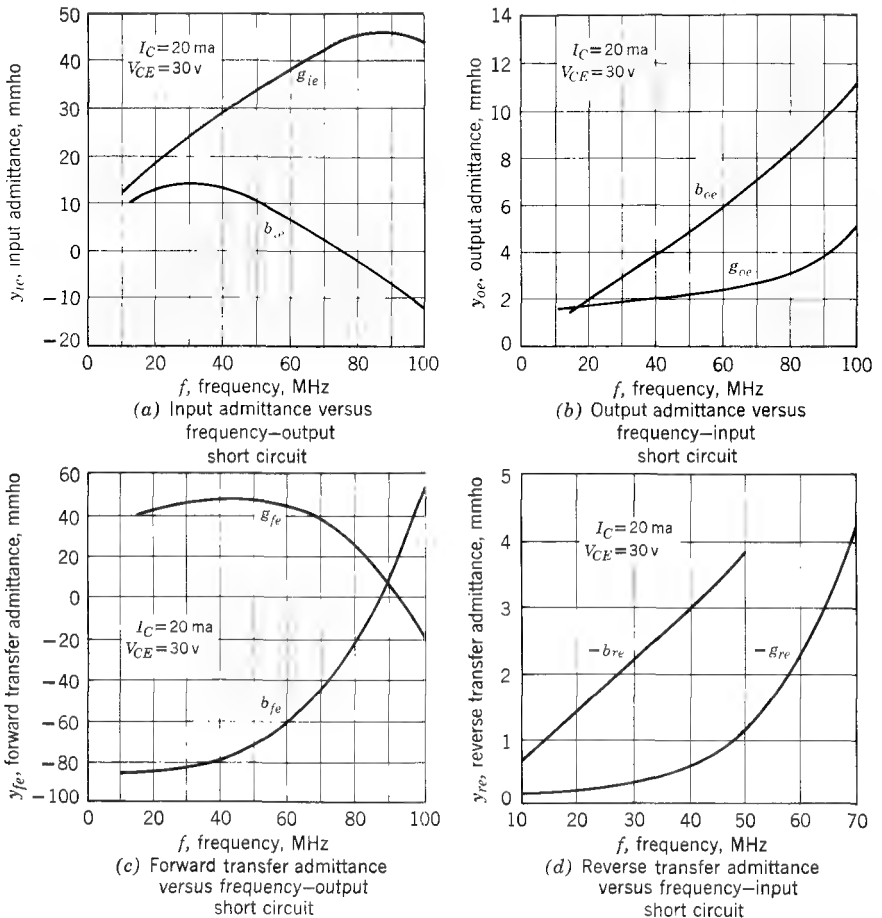 50
40
30
20
10
0
−10
−20
y_ie, input admittance, mmho
I_C=20 ma
V_CE=30 v
g_ie
0 20 40 60 80 100
f, frequency, MHz
(a) Input admittance versus
frequency—output
short circuit
14
12
10
8
6
4
2
0
y_oe, output admittance, mmho
I_C=20 ma
V_CE=30 v
b_oe
g_oe
20 40 60 80 100
f, frequency, MHz
(b) Output admittance versus
frequency—input
short circuit
60
40
20
0
−20
−40
−60
−80
−100
y_fe, forward transfer admittance, mmho
g_fe
I_C=20 ma
V_CE=30 v
b_fe
0 20 40 60 80 100
f, frequency, MHz
(c) Forward transfer admittance
versus frequency—output
short circuit
5
4
3
2
1
0
y_re, reverse transfer admittance, mmho
I_C=20 ma
V_CE=30 v
−b_re
−g_re
10 20 30 40 50 60 70
f, frequency, MHz
(d) Reverse transfer admittance
versus frequency—input
short circuit